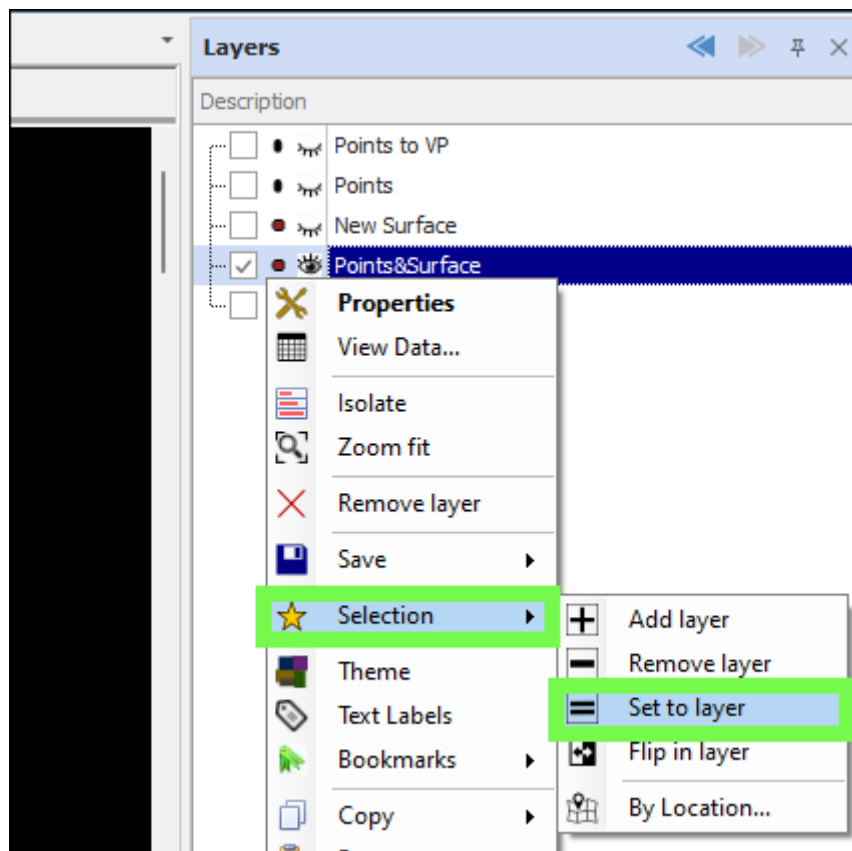 Layers
Description
Points to VP
Points
New Surface
Points&Surface
Properties
View Data...
Isolate
Zoom fit
Remove layer
Save
Selection
Add layer
Remove layer
Theme
Set to layer
Text Labels
Flip in layer
Bookmarks
By Location...
Copy